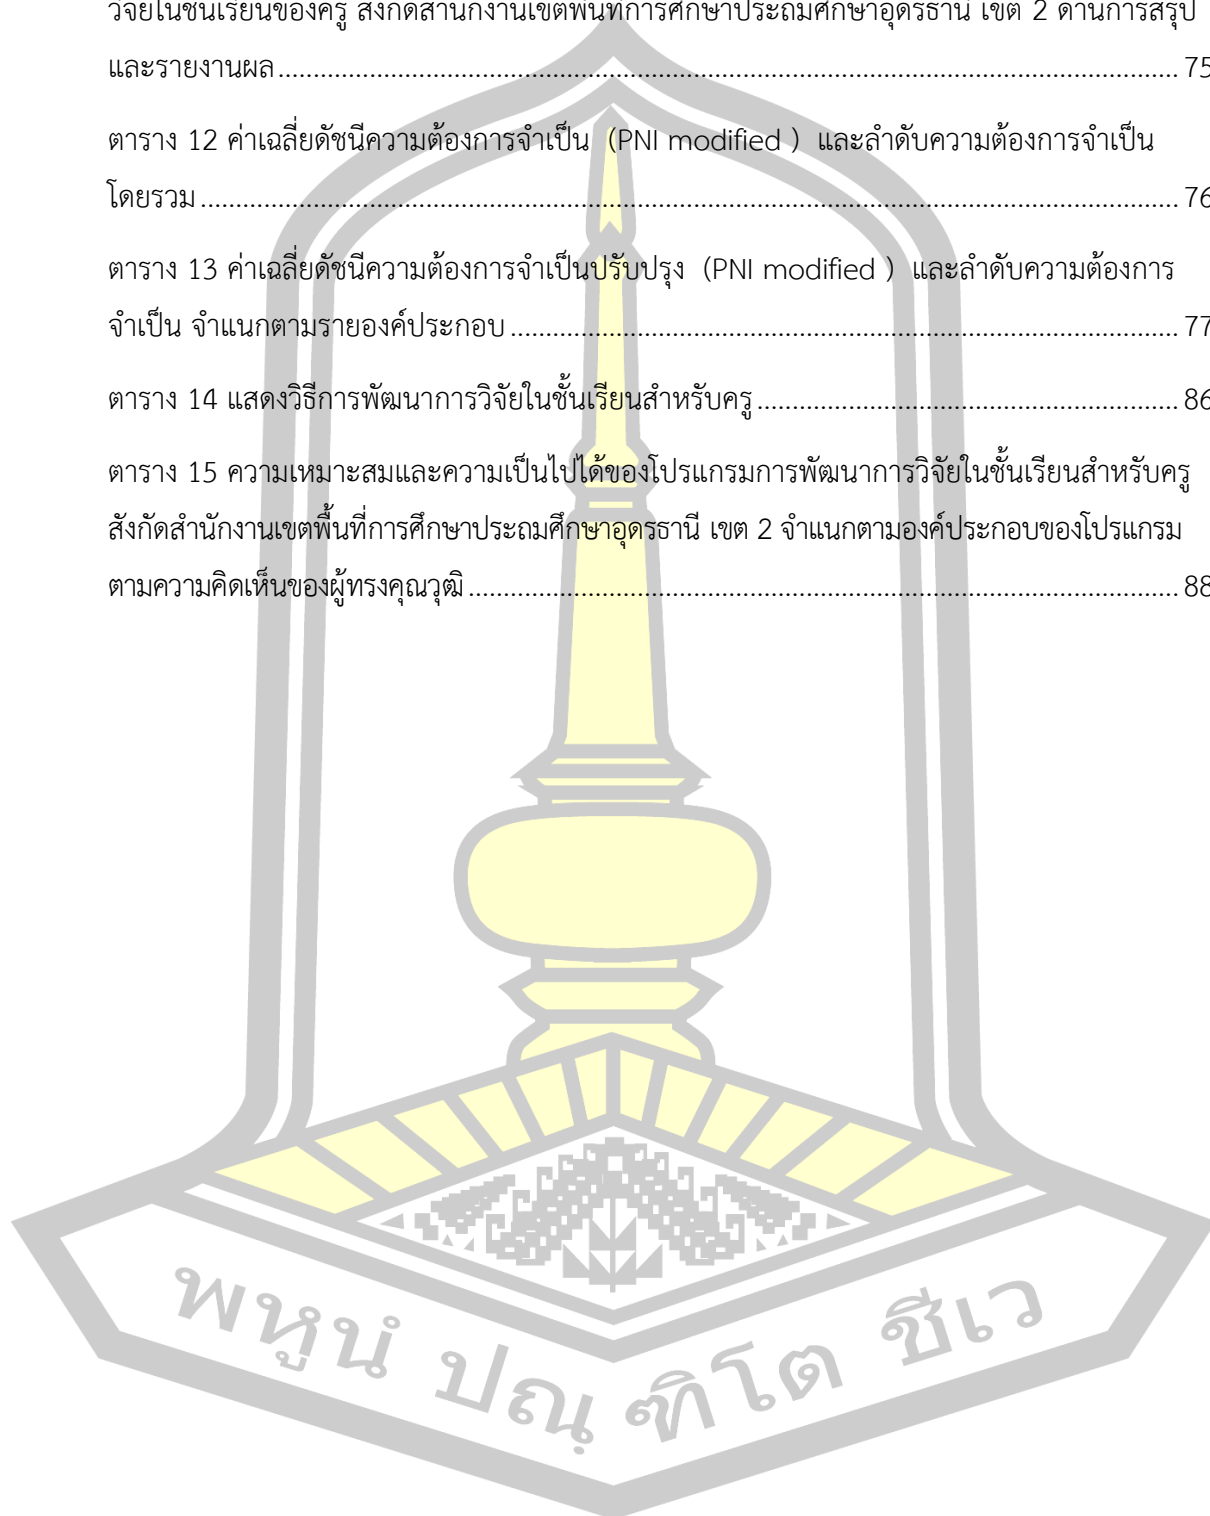 วิจัยในชั้นเรียนของครู สังกัดสำนักงานเขตพื้นที่การศึกษาประถมศึกษาอุดรธานี เขต 2 ด้านการสรุป
และรายงานผล ........................................................................................................ 75
ตาราง 12 ค่าเฉลี่ยดัชนีความต้องการจำเป็น (PNI modified ) และลำดับความต้องการจำเป็น
โดยรวม ........................................................................................................ 76
ตาราง 13 ค่าเฉลี่ยดัชนีความต้องการจำเป็นปรับปรุง (PNI modified ) และลำดับความต้องการ
จำเป็น จำแนกตามรายองค์ประกอบ ........................................................................ 77
ตาราง 14 แสดงวิธีการพัฒนาการวิจัยในชั้นเรียนสำหรับครู ................................................ 86
ตาราง 15 ความเหมาะสมและความเป็นไปได้ของโปรแกรมการพัฒนาการวิจัยในชั้นเรียนสำหรับครู
สังกัดสำนักงานเขตพื้นที่การศึกษาประถมศึกษาอุดรธานี เขต 2 จำแนกตามองค์ประกอบของโปรแกรม
ตามความคิดเห็นของผู้ทรงคุณวุฒิ ........................................................................ 88
พหูนํ ปณฺฑิโต ชีเว